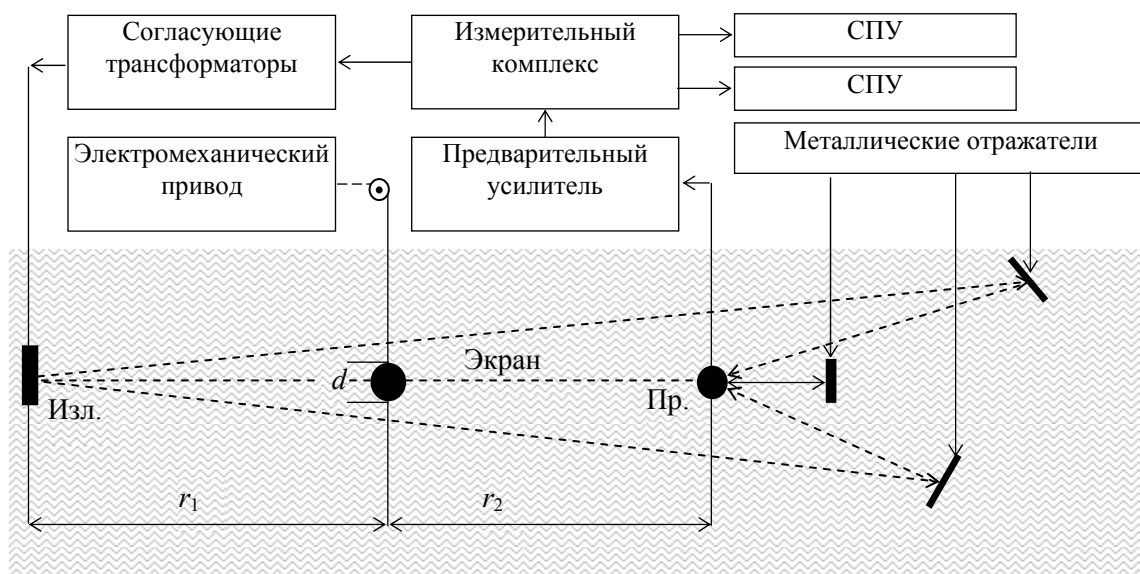 Согласующие
трансформаторы
Измерительный
комплекс
СПУ
СПУ
Электромеханический
привод
Предварительный
усилитель
Металлические отражатели
Экран
d
Изл.
Пр.
r1
r2